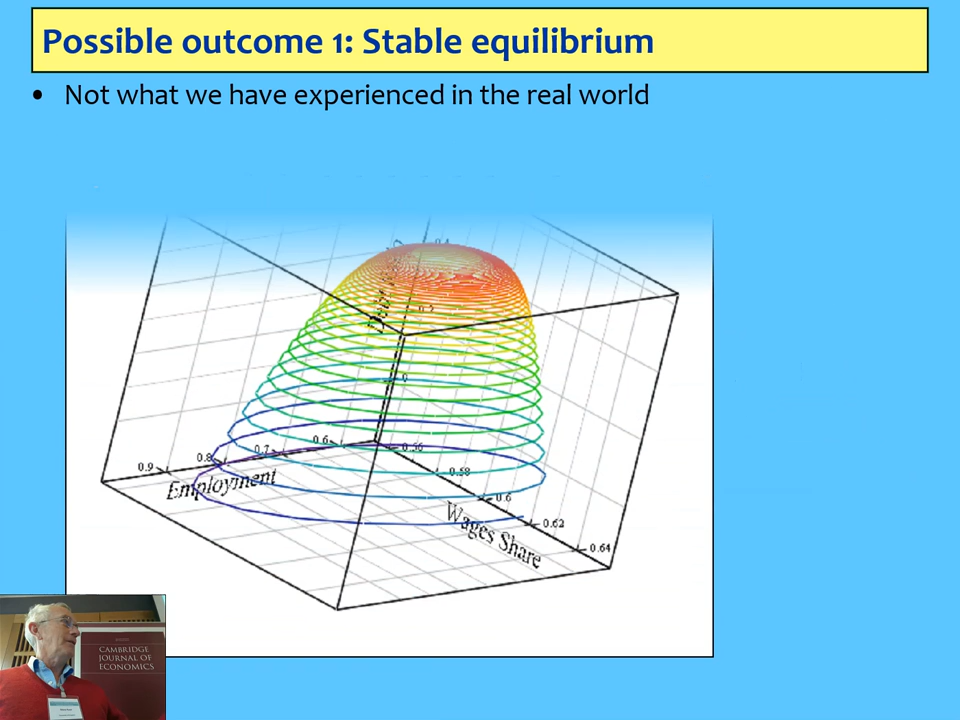 Possible outcome 1: Stable equilibrium
• Not what we have experienced in the real world
0
0.6
0.7
0.8
0.9
0.56
0.58
0.6
0.62
0.64
Employment
Wages Share
CAMBRIDGE
JOURNAL OF
ECONOMICS